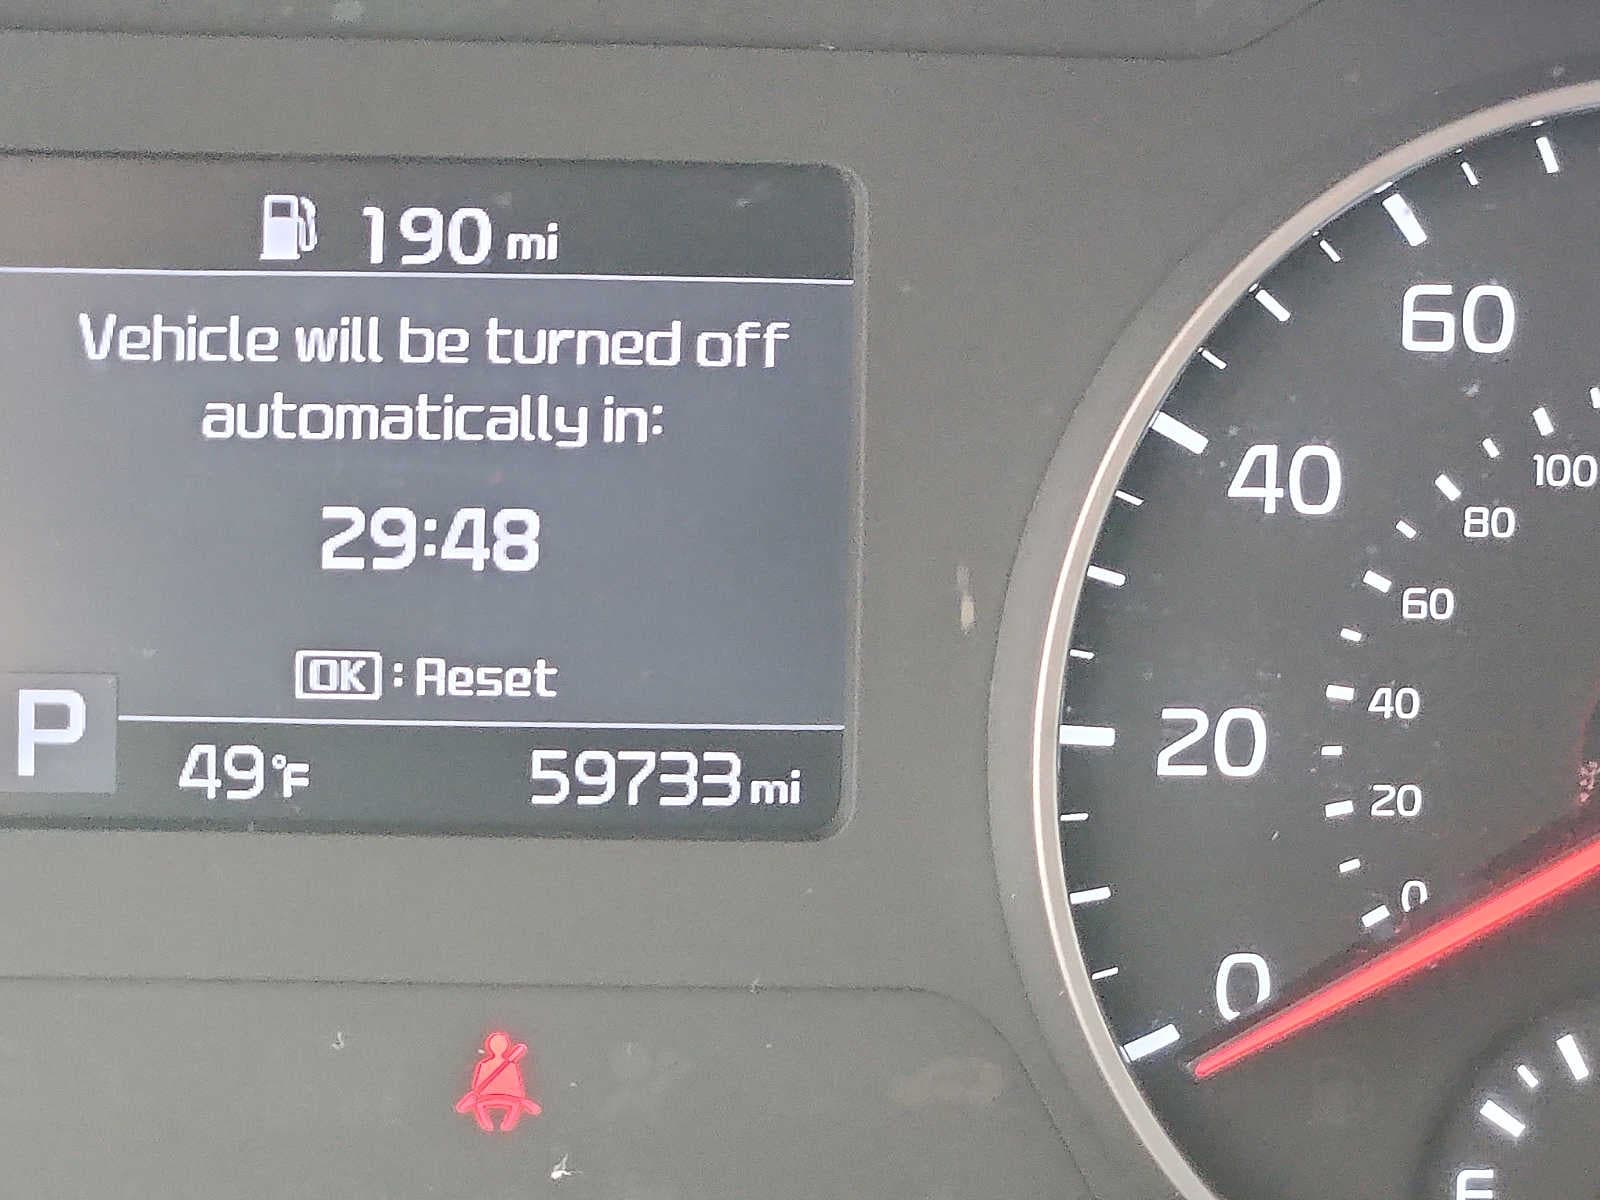 190 mi
Vehicle will be turned off
automatically in:
29:48
OK : Reset
P
49°F
59733 mi
60
40
20
0
100
80
60
40
20
0